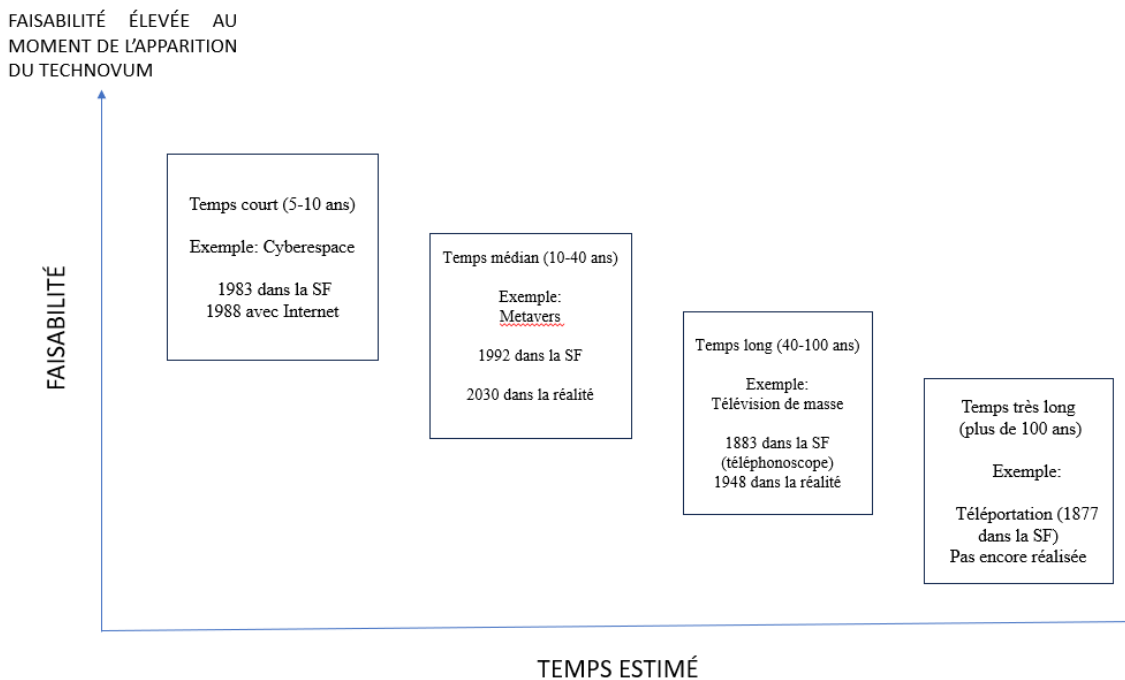 FAISABILITÉ ÉLEVÉE AU
MOMENT DE L'APPARITION
DU TECHNOVUM
FAISABILITÉ
Temps court (5-10 ans)
Exemple: Cyberespace
1983 dans la SF
1988 avec Internet
Temps médian (10-40 ans)
Exemple:
Metavers
1992 dans la SF
2030 dans la réalité
Temps long (40-100 ans)
Exemple:
Télévision de masse
1883 dans la SF
(téléphonoscope)
1948 dans la réalité
Temps très long
(plus de 100 ans)
Exemple:
Téléportation (1877
dans la SF)
Pas encore réalisée
TEMPS ESTIMÉ